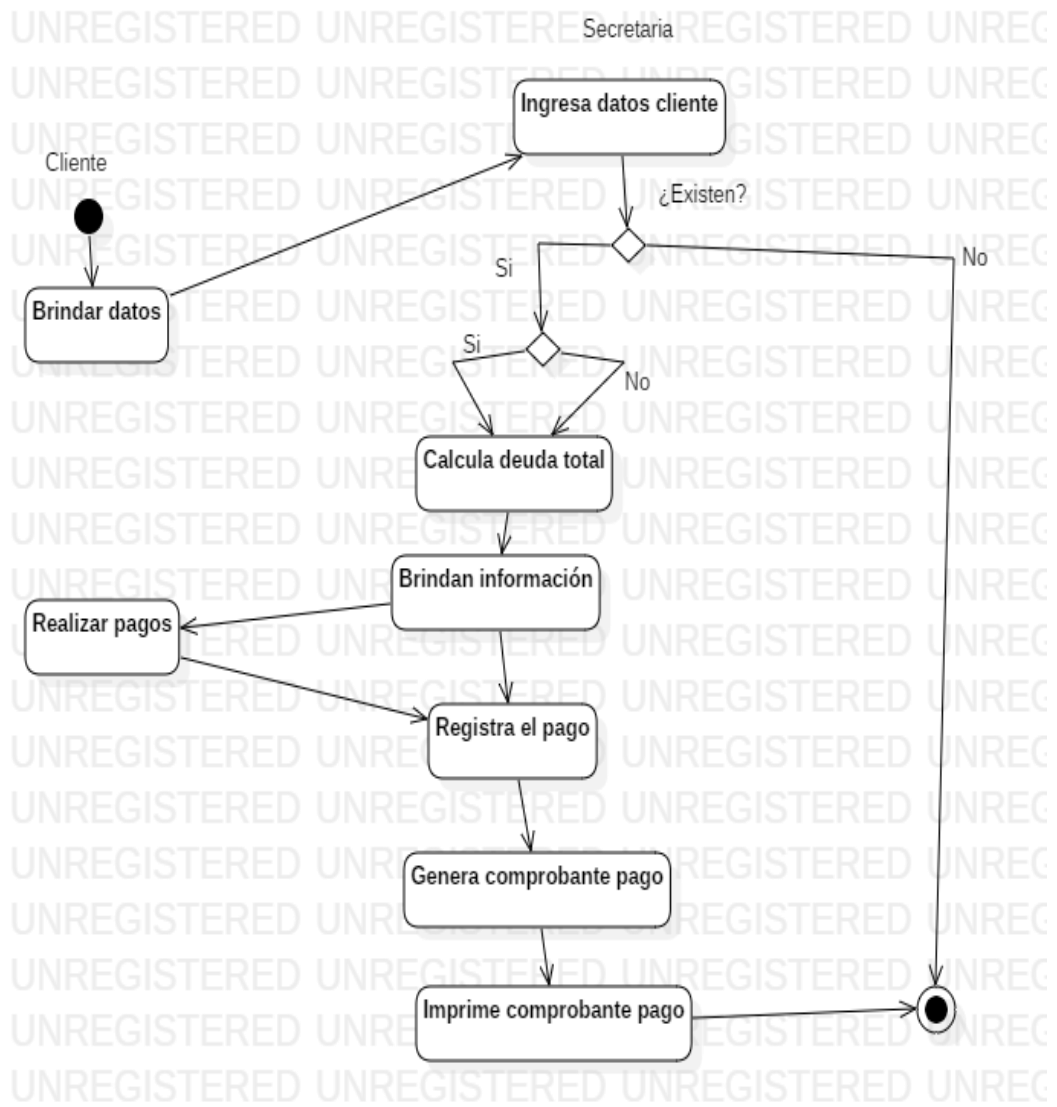 Secretaria
Ingresa datos cliente
Cliente
¿Existen?
Si
No
Brindar datos
Si
No
Calcula deuda total
Brindan información
Realizar pagos
Registra el pago
Genera comprobante pago
Imprime comprobante pago
UNREGISTERED